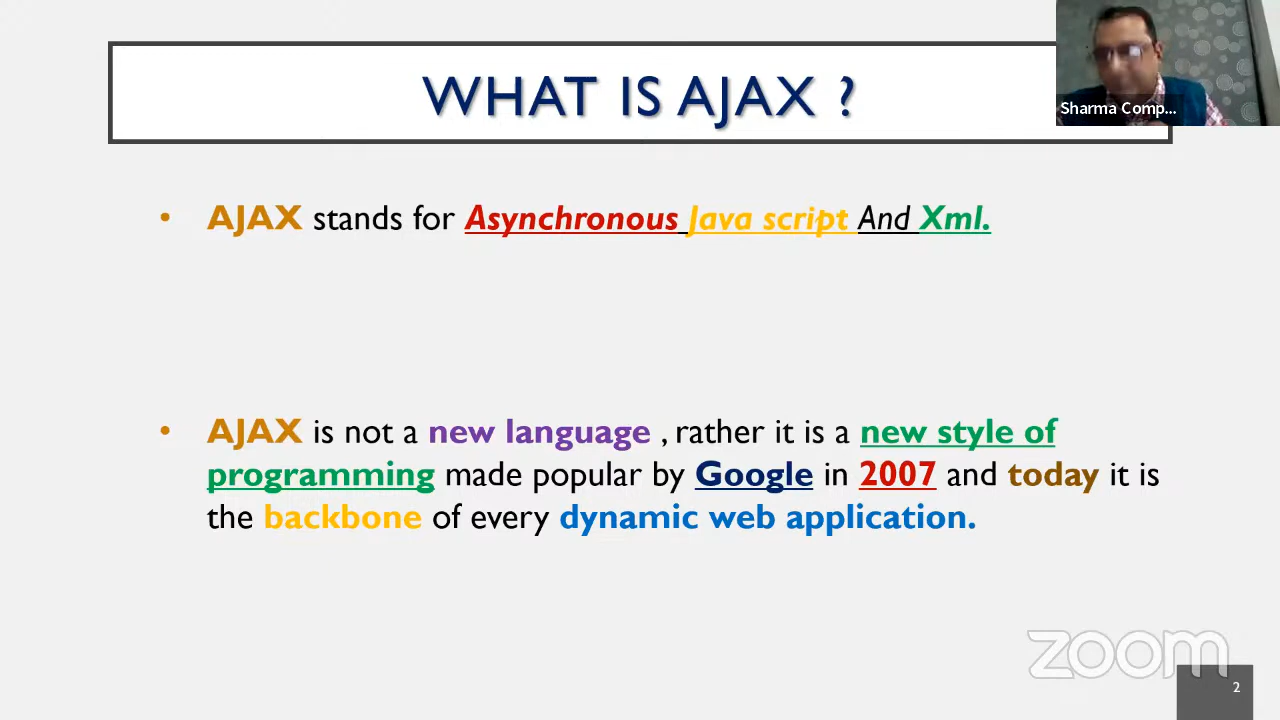 WHAT IS AJAX ?
Sharma Comp...
• AJAX stands for Asynchronous Java script And Xml.
• AJAX is not a new language , rather it is a new style of
programming made popular by Google in 2007 and today it is
the backbone of every dynamic web application.
zoom
2